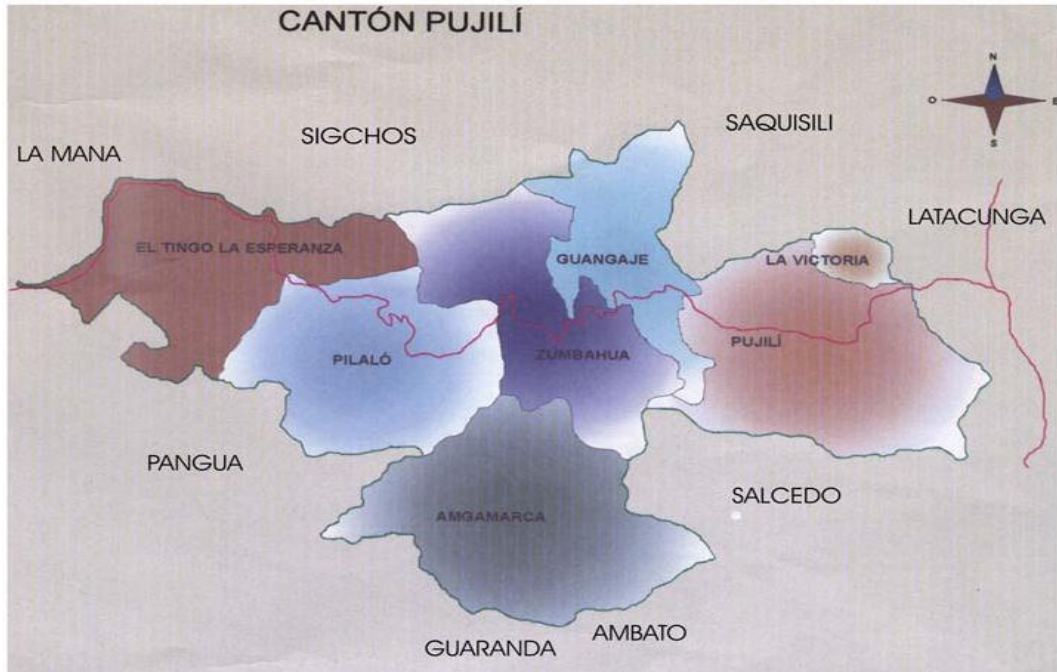 CANTÓN PUJILÍ
N
O
E
S
SAQUISILI
SIGCHOS
LA MANA
LATACUNGA
EL TINGO LA ESPERANZA
GUANGAJE
LA VICTORIA
PUJILÍ
PILALÓ
ZUMBAHUA
PANGUA
SALCEDO
AMGAMARCA
AMBATO
GUARANDA